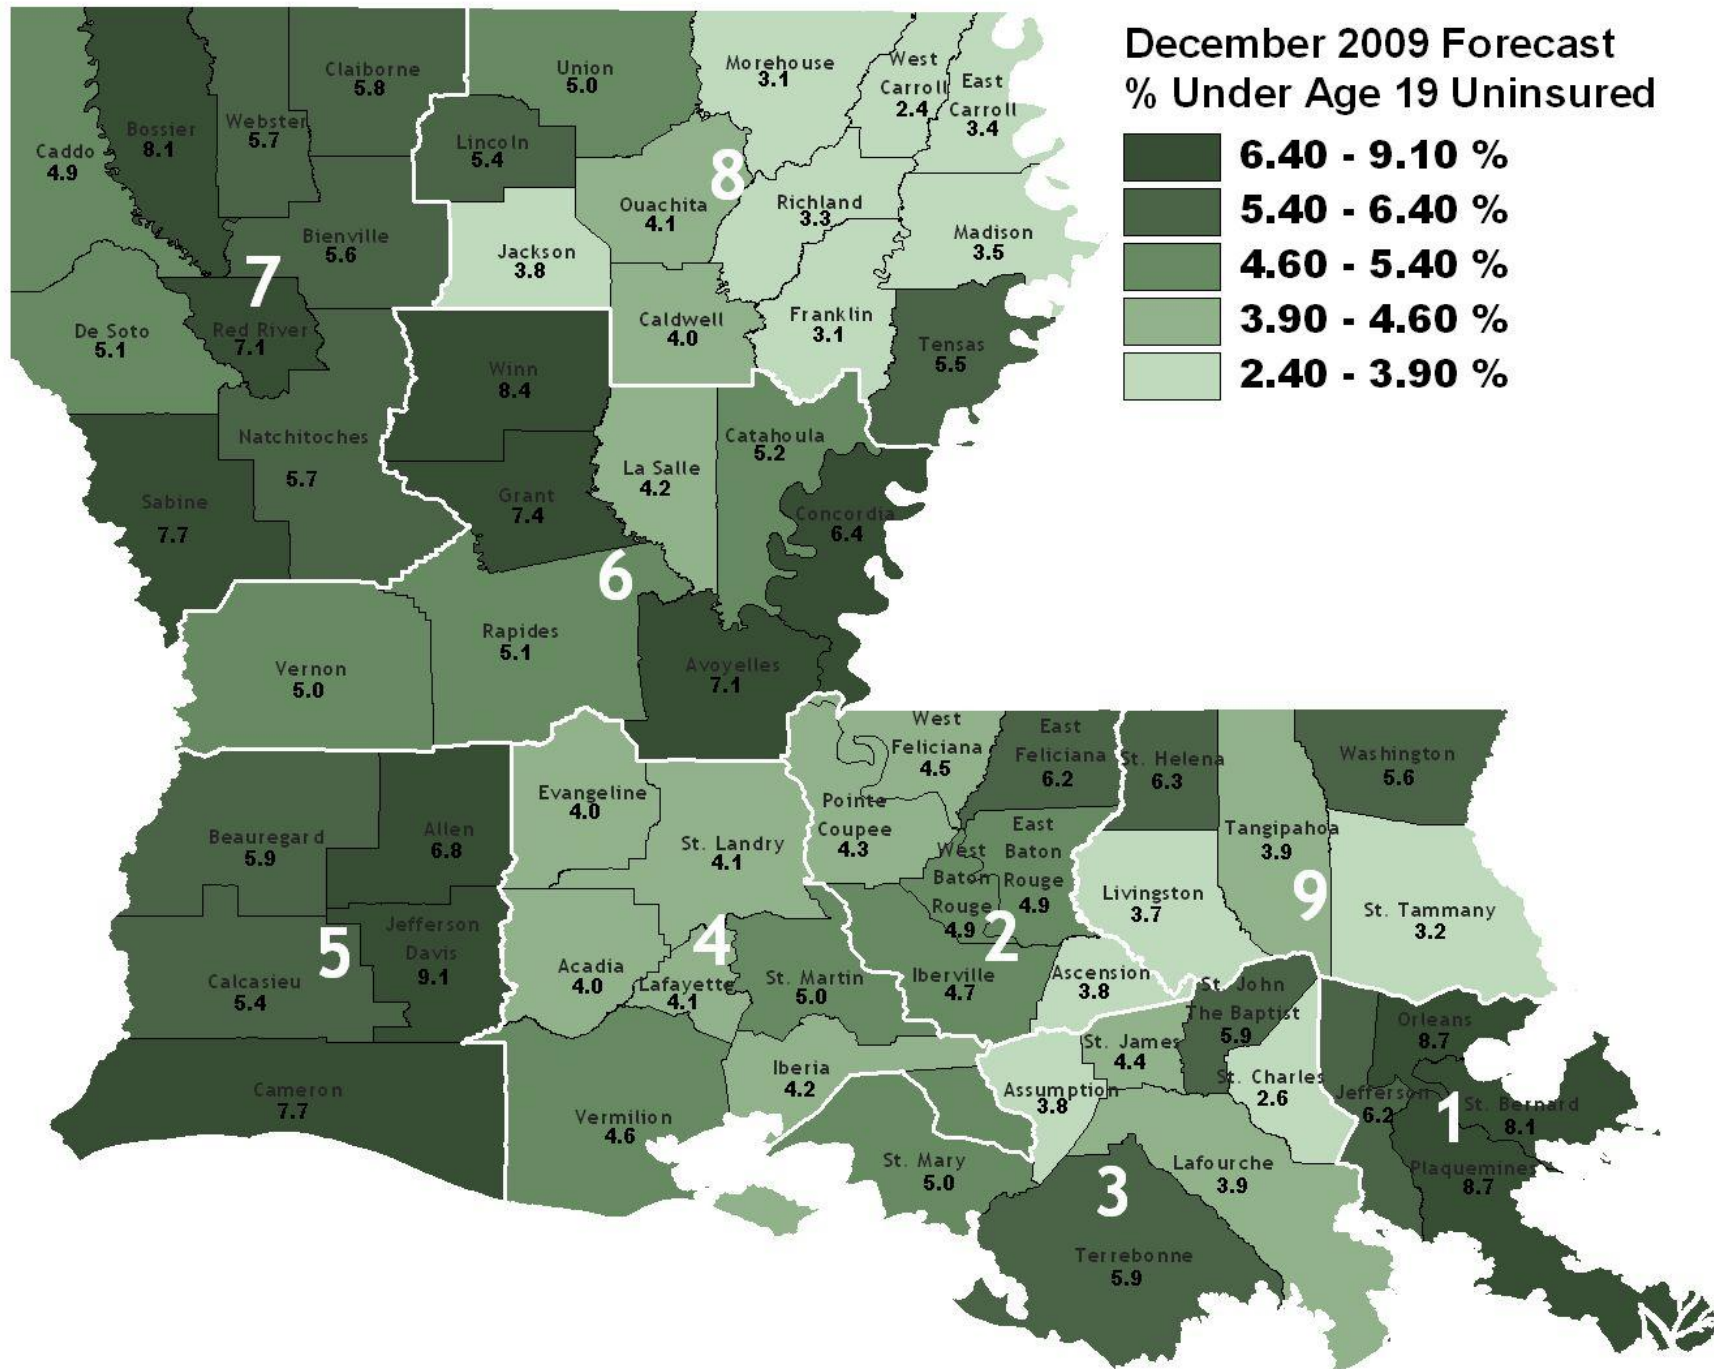 December 2009 Forecast
% Under Age 19 Uninsured
6.40 - 9.10 %
5.40 - 6.40 %
4.60 - 5.40 %
3.90 - 4.60 %
2.40 - 3.90 %
Caddo
4.9
Bossier
8.1
Webster
5.7
Claiborne
5.8
Lincoln
5.4
Union
5.0
Morehouse
3.1
West
Carroll
2.4
East
Carroll
3.4
Bienville
5.6
Jackson
3.8
Ouachita
4.1
8
Richland
3.3
Madison
3.5
7
De Soto
5.1
Red River
7.1
Winn
8.4
Caldwell
4.0
Franklin
3.1
Tensas
5.5
Natchitoches
5.7
Sabine
7.7
Grant
7.4
La Salle
4.2
Catahoula
5.2
Concordia
6.4
6
Vernon
5.0
Rapides
5.1
Avoyelles
7.1
Beauregard
5.9
Allen
6.8
Evangeline
4.0
St. Landry
4.1
Pointe
Coupee
4.3
West
Feliciana
4.5
East
Feliciana
6.2
St. Helena
6.3
Washington
5.6
Tangipahoa
3.9
West
Baton
Rouge
4.9
East
Baton
Rouge
4.9
Livingston
3.7
9
St. Tammany
3.2
5
Jefferson
Davis
9.1
Calcasieu
5.4
Acadia
4.0
4
Lafayette
4.1
St. Martin
5.0
2
Iberville
4.7
Ascension
3.8
St. John
The Baptist
5.9
Orleans
8.7
Cameron
7.7
Vermilion
4.6
Iberia
4.2
Assumption
3.8
St. James
4.4
St. Charles
2.6
Jefferson
6.2
1
St. Bernard
8.1
Plaquemines
8.7
St. Mary
5.0
3
Lafourche
3.9
Terrebonne
5.9